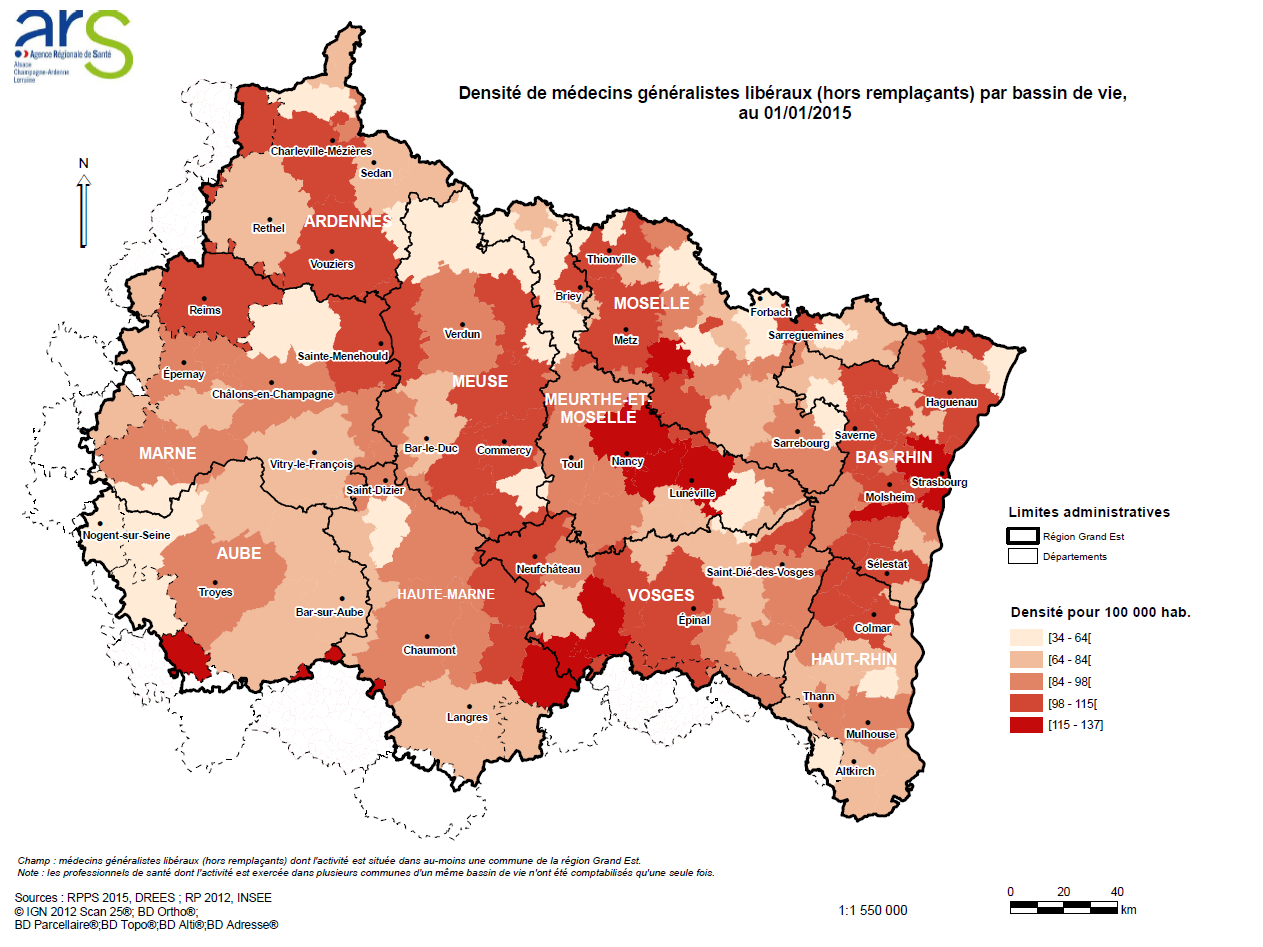 ars
Agence Régionale de Santé
Alsace
Champagne-Ardenne
Lorraine
Densité de médecins généralistes libéraux (hors remplaçants) par bassin de vie,
au 01/01/2015
N
Charleville-Mézières
Sedan
Rethel
ARDENNES
Vouziers
Thionville
Reims
Briey
MOSELLE
Forbach
Verdun
Metz
Sarreguemines
Sainte-Menehould
Épernay
MEUSE
Châlons-en-Champagne
MEURTHE-ET-
MOSELLE
Haguenau
MARNE
Bar-le-Duc
Commercy
Sarrebourg
Saverne
Vitry-le-François
Toul
Nancy
BAS-RHIN
Saint-Dizier
Lunéville
Strasbourg
Molsheim
Nogent-sur-Seine
AUBE
Neufchâteau
Saint-Dié-des-Vosges
Sélestat
Troyes
HAUTE-MARNE
VOSGES
Bar-sur-Aube
Épinal
Colmar
Chaumont
HAUT-RHIN
Thann
Langres
Mulhouse
Altkirch
Limites administratives
Région Grand Est
Départements
Densité pour 100 000 hab.
[34 - 64[
[64 - 84[
[84 - 98[
[98 - 115[
[115 - 137]
Champ : médecins généralistes libéraux (hors remplaçants) dont l'activité est située dans au-moins une commune de la région Grand Est.
Note : les professionnels de santé dont l'activité est exercée dans plusieurs communes d'un même bassin de vie n'ont été comptabilisés qu'une seule fois.
Sources : RPPS 2015, DREES ; RP 2012, INSEE
© IGN 2012 Scan 25®; BD Ortho®;
BD Parcellaire®;BD Topo®;BD Alti®;BD Adresse®
1:1 550 000
0 20 40
km